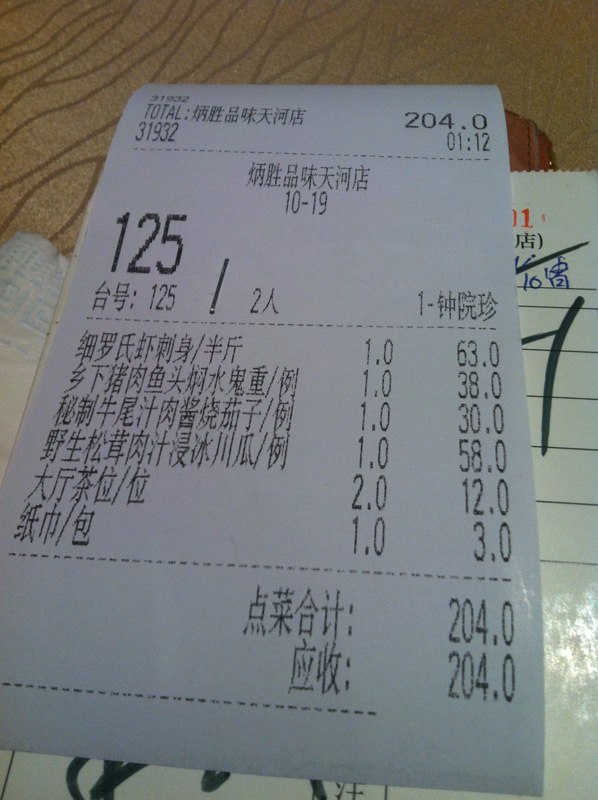 31932
TOTAL:炳胜品味天河店 204.0
31932 01:12
炳胜品味天河店
10-19
125
台号: 125 / 2人 1-钟院珍
细罗氏虾刺身/半斤 1.0 63.0
乡下猪肉鱼头焖水鬼重/例 1.0 38.0
秘制牛尾汁肉酱烧茄子/例 1.0 30.0
野生松茸肉汁浸冰川瓜/例 1.0 58.0
大厅茶位/位 2.0 12.0
纸巾/包 1.0 3.0
点菜合计: 204.0
应收: 204.0
店)